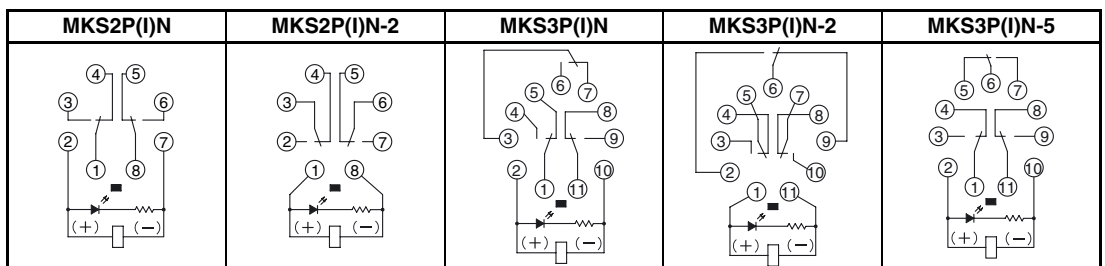 MKS2P(I)N MKS2P(I)N-2 MKS3P(I)N MKS3P(I)N-2 MKS3P(I)N-5
4 5 4 5 6 7 6 5 6 7
3 6 3 6 5 8 5 7 4 8
2 7 2 7 4 9 4 8 3 9
1 8 1 8 3 3 9 2 10
2 10 2 10 1 11
1 11 1 11
(+) (−) (+) (−) (+) (−) (+) (−) (+) (−)